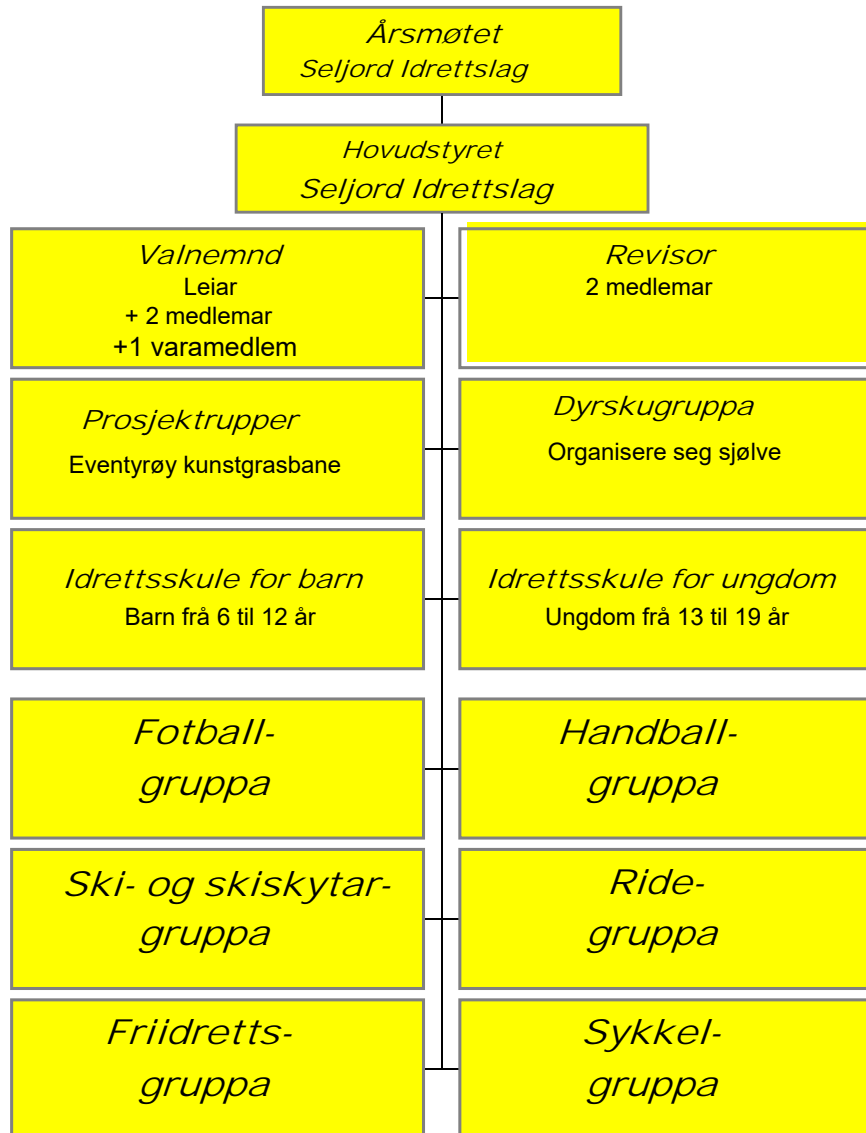 Årsmøtet
Seljord Idrettslag
Hovudstyret
Seljord Idrettslag
Valnemnd
Leiar
+ 2 medlemar
+1 varamedlem
Revisor
2 medlemar
Prosjektrupper
Eventyrøy kunstgrasbane
Dyrskugruppa
Organisere seg sjølve
Idrettsskule for barn
Barn frå 6 til 12 år
Idrettsskule for ungdom
Ungdom frå 13 til 19 år
Fotball-
gruppa
Handball-
gruppa
Ski- og skiskytar-
gruppa
Ride-
gruppa
Friidretts-
gruppa
Sykkel-
gruppa